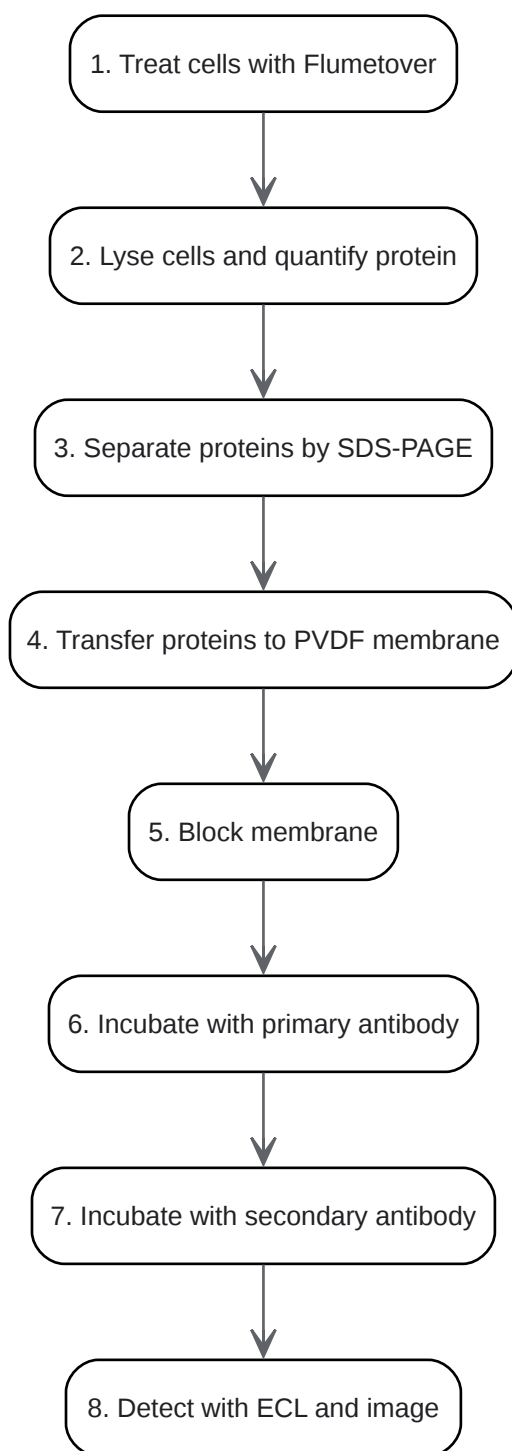 1. Treat cells with Flumetover
2. Lyse cells and quantify protein
3. Separate proteins by SDS-PAGE
4. Transfer proteins to PVDF membrane
5. Block membrane
6. Incubate with primary antibody
7. Incubate with secondary antibody
8. Detect with ECL and image